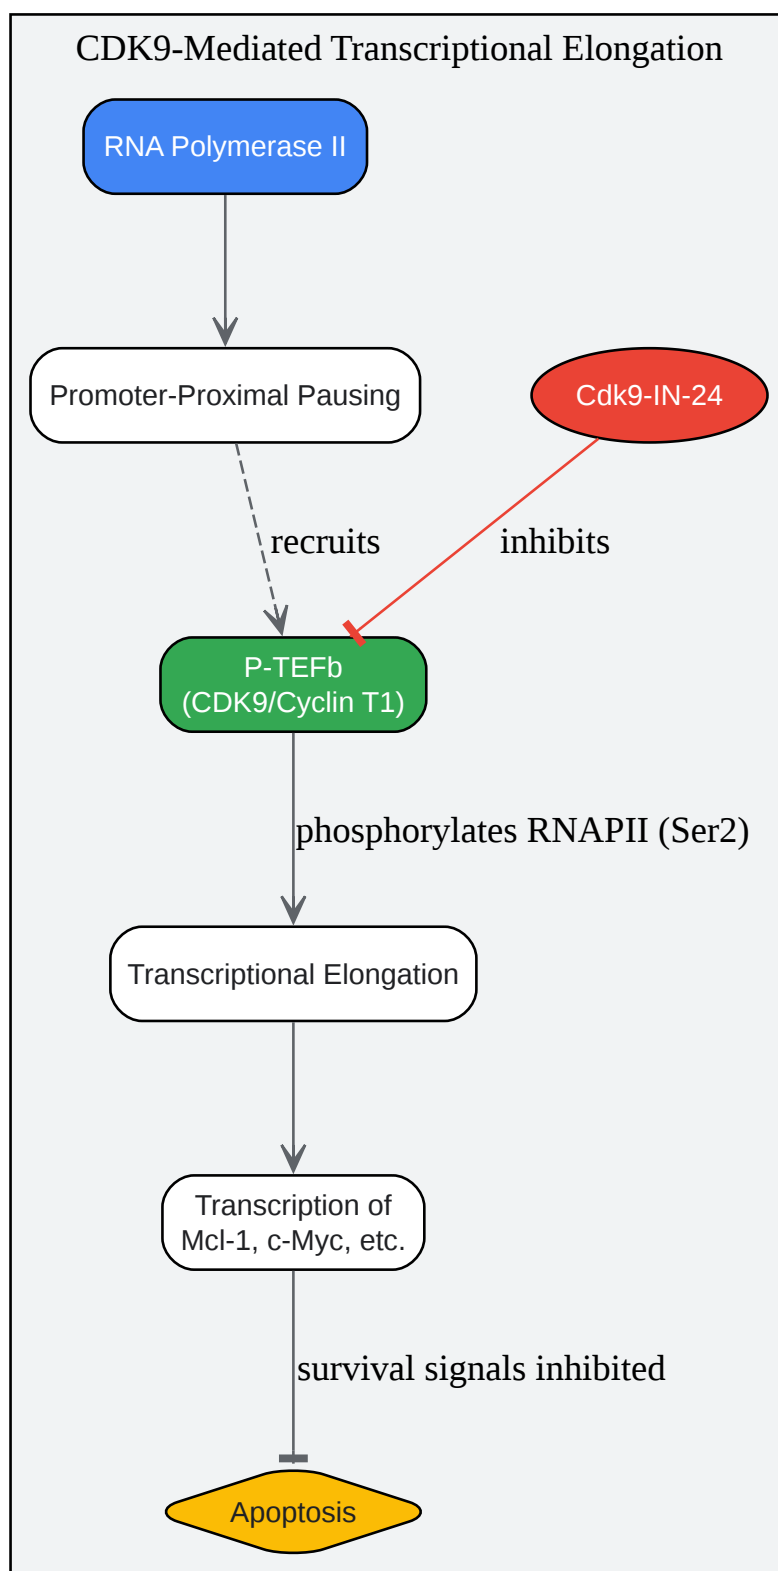 CDK9-Mediated Transcriptional Elongation
RNA Polymerase II
Promoter-Proximal Pausing
Cdk9-IN-24
recruits
inhibits
P-TEFb
(CDK9/Cyclin T1)
phosphorylates RNAPII (Ser2)
Transcriptional Elongation
Transcription of
Mcl-1, c-Myc, etc.
survival signals inhibited
Apoptosis